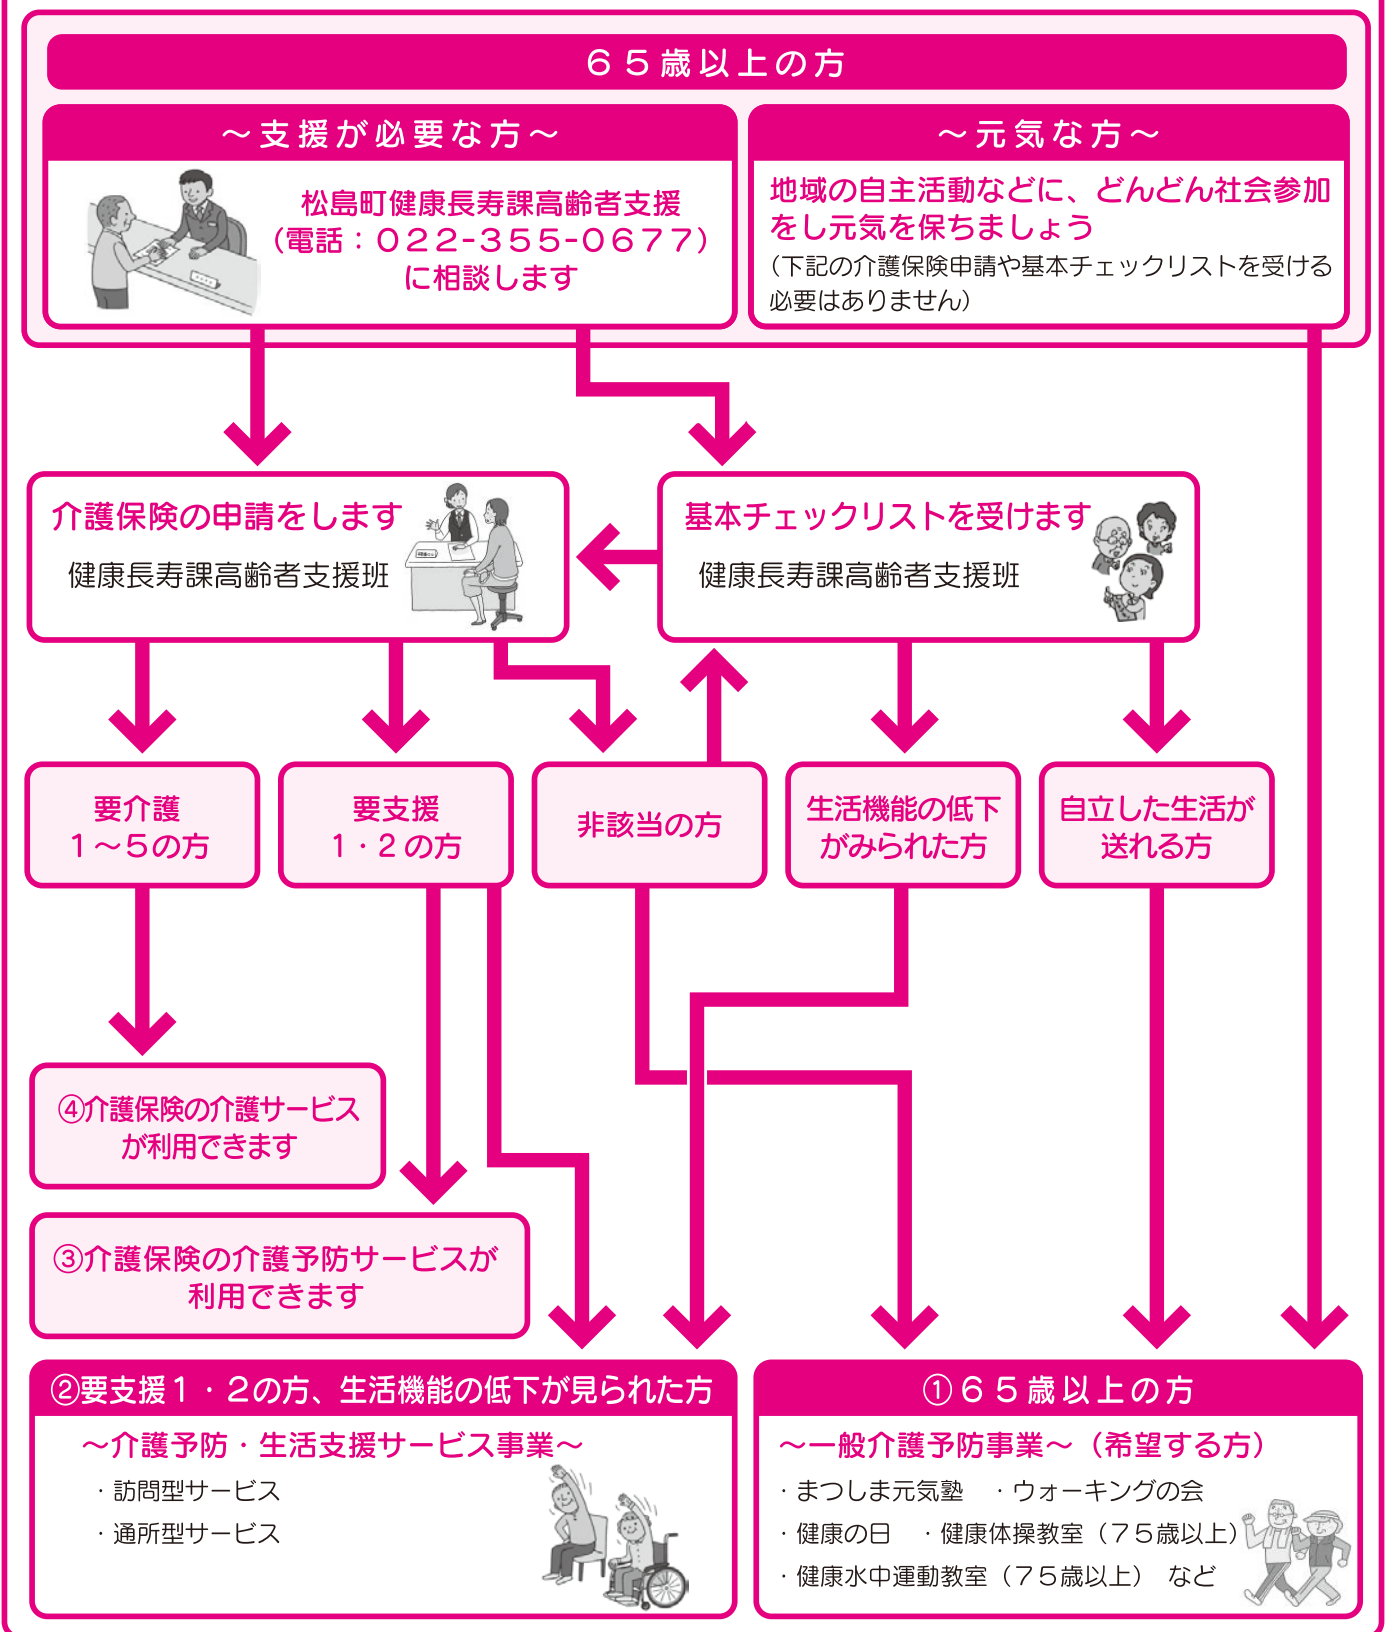 ６５歳以上の方
～支援が必要な方～
松島町健康長寿課高齢者支援
（電話：０２２-３５５-０６７７）
に相談します
～元気な方～
地域の自主活動などに、どんどん社会参加
をし元気を保ちましょう
（下記の介護保険申請や基本チェックリストを受ける
必要はありません）
介護保険の申請をします
健康長寿課高齢者支援班
基本チェックリストを受けます
健康長寿課高齢者支援班
要介護
１～５の方
要支援
１・２の方
非該当の方
生活機能の低下
がみられた方
自立した生活が
送れる方
④介護保険の介護サービス
が利用できます
③介護保険の介護予防サービスが
利用できます
②要支援１・２の方、生活機能の低下が見られた方
～介護予防・生活支援サービス事業～
・訪問型サービス
・通所型サービス
①６５歳以上の方
～一般介護予防事業～（希望する方）
・まつしま元気塾　・ウォーキングの会
・健康の日　・健康体操教室（７５歳以上）
・健康水中運動教室（７５歳以上）　など